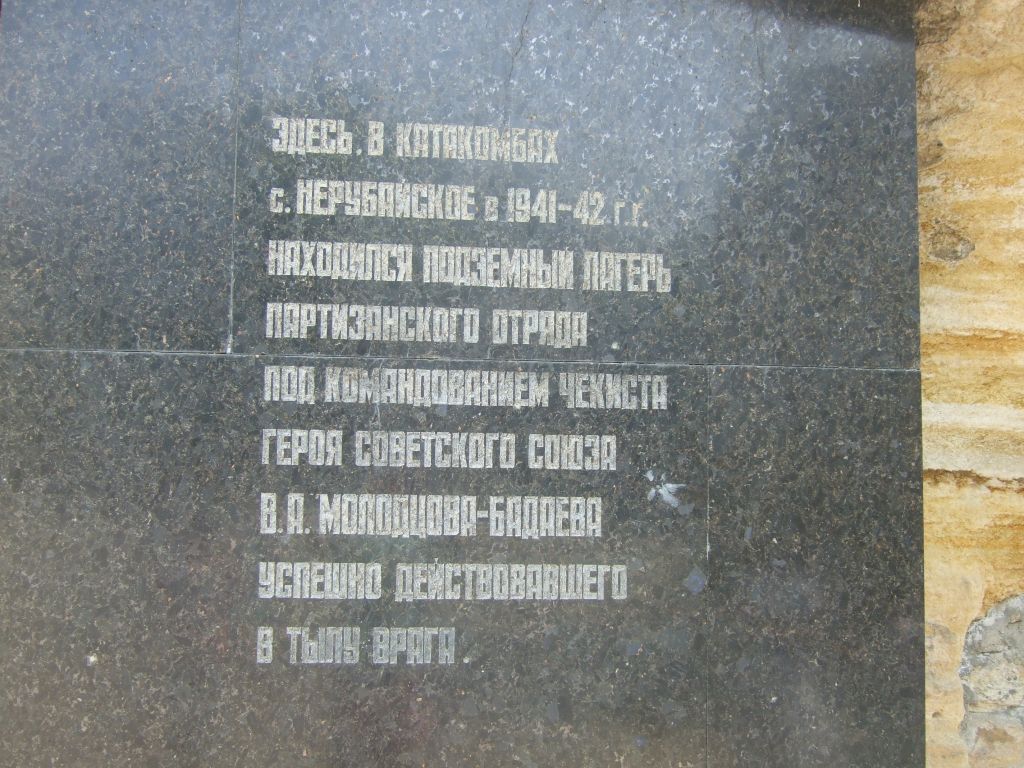 ЗДЕСЬ, В КАТАКОМБАХ
с. НЕРУБАЙСКОЕ в 1941-42 г.г.
НАХОДИЛСЯ ПОДЗЕМНЫЙ ЛАГЕРЬ
ПАРТИЗАНСКОГО ОТРЯДА
ПОД КОМАНДОВАНИЕМ ЧЕКИСТА
ГЕРОЯ СОВЕТСКОГО СОЮЗА
В.А. МОЛОДЦОВА-БАДАЕВА
УСПЕШНО ДЕЙСТВОВАВШЕГО
В ТЫЛУ ВРАГА.